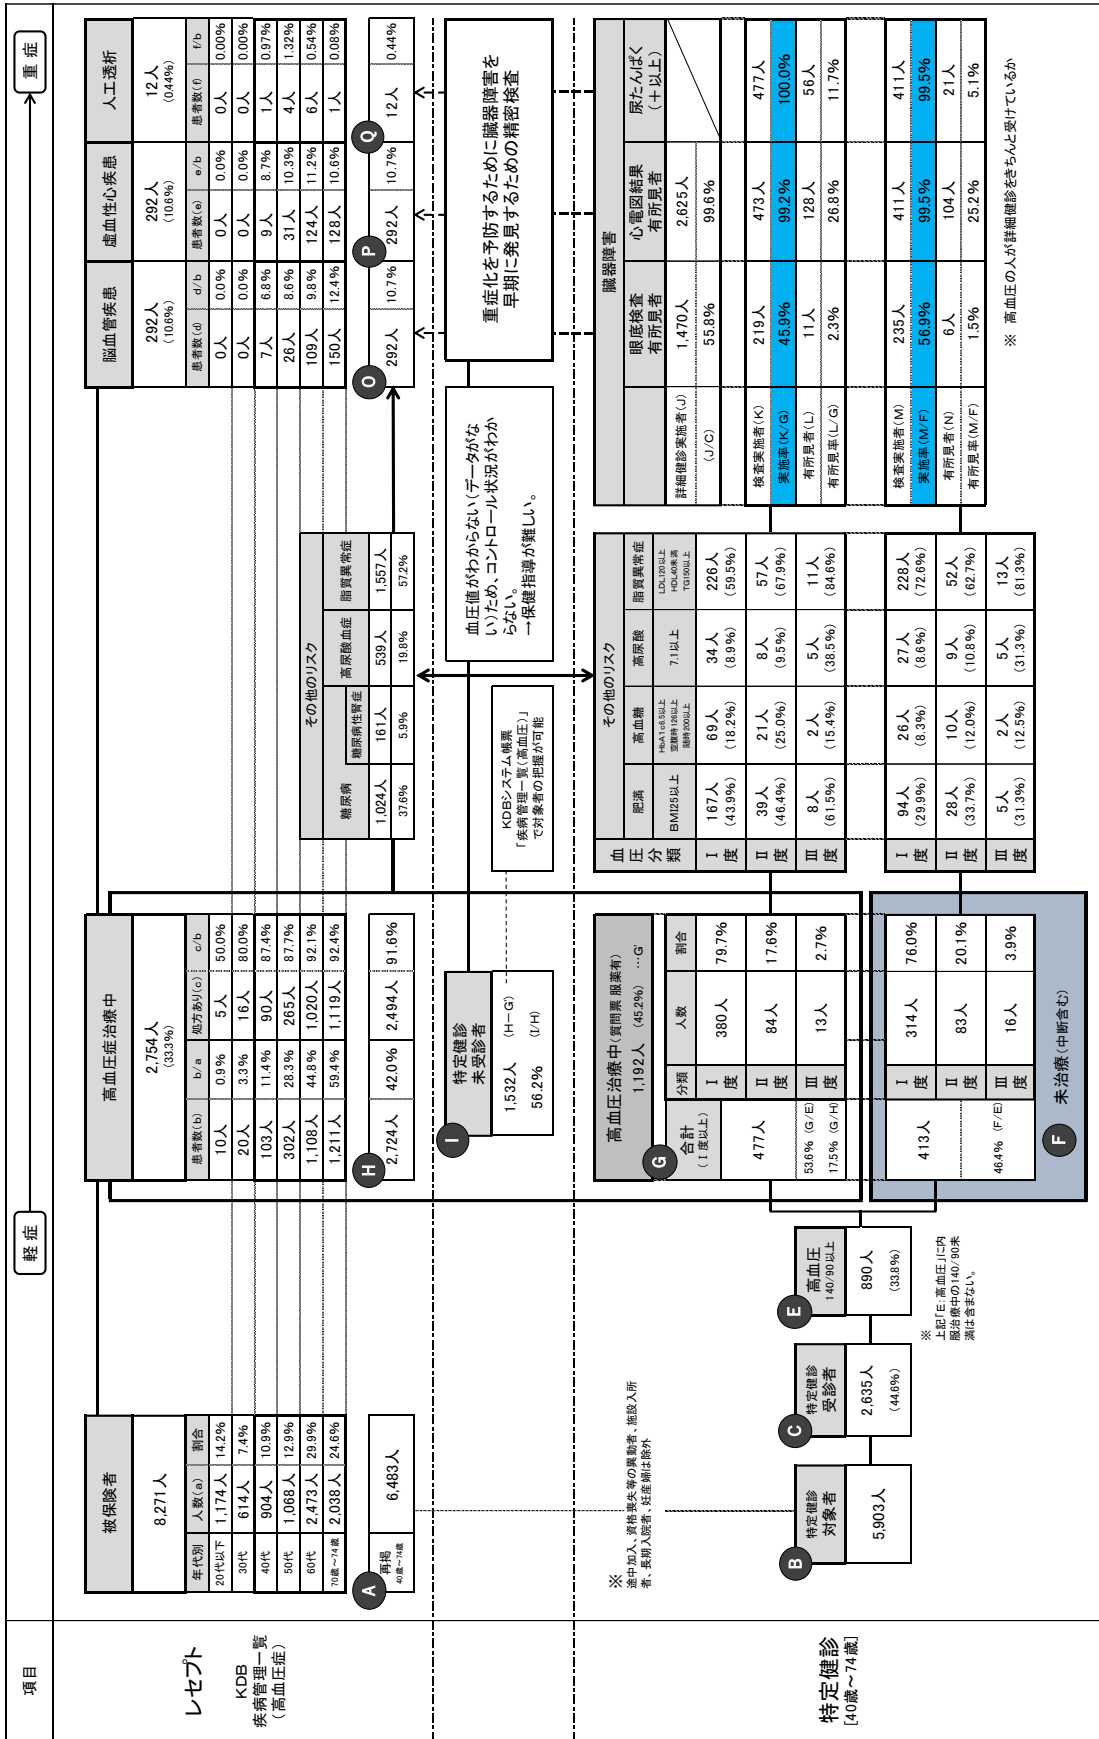 項目
軽症
重症
レセプト
KDB
疾病管理一覧
(高血圧症)
被保険者
8,271人
年代別 人数(a) 割合
20代以下 1,174人 14.2%
30代 614人 7.4%
40代 904人 10.9%
50代 1,068人 12.9%
60代 2,473人 29.9%
70歳～74歳 2,038人 24.6%
A
再掲
40歳～74歳
6,483人
高血圧症治療中
2,754人
(33.3%)
患者数(b) b/a 処方あり(c) c/b
10人 0.9% 5人 50.0%
20人 3.3% 16人 80.0%
103人 11.4% 90人 87.4%
302人 28.3% 265人 87.7%
1,108人 44.8% 1,020人 92.1%
1,211人 59.4% 1,119人 92.4%
H
2,724人 42.0% 2,494人 91.6%
その他のリスク
糖尿病 糖尿病性腎症 高尿酸血症 脂質異常症
1,024人 161人 539人 1,557人
37.6% 5.9% 19.8% 57.2%
脳血管疾患 虚血性心疾患 人工透析
292人 292人 12人
(10.6%) (10.6%) (0.44%)
患者数(d) d/b 患者数(e) e/b 患者数(f) f/b
0人 0.0% 0人 0.0% 0人 0.00%
0人 0.0% 0人 0.0% 0人 0.00%
7人 6.8% 9人 8.7% 1人 0.97%
26人 8.6% 31人 10.3% 4人 1.32%
109人 9.8% 124人 11.2% 6人 0.54%
150人 12.4% 128人 10.6% 1人 0.08%
O P Q
292人 10.7% 292人 10.7% 12人 0.44%
I
特定健診
未受診者
1,532人 (H－G')
56.2% (I/H)
KDBシステム帳票
「疾病管理一覧(高血圧)」
で対象者の把握が可能
血圧値がわからない(データがな
い)ため、コントロール状況がわか
らない。
→保健指導が難しい。
重症化を予防するために臓器障害を
早期に発見するための精密検査
特定健診
[40歳～74歳]
※
途中加入、資格喪失等の異動者、施設入所
者、長期入院者、妊産婦は除外
B
特定健診
対象者
5,903人
C
特定健診
受診者
2,635人
(44.6%)
E
高血圧
140/90以上
890人
(33.8%)
※
上記「E:高血圧」に内
服治療中の140/90未
満は含まない。
高血圧治療中(質問票 服薬有)
1,192人 (45.2%) …G'
G
合計
(Ⅰ度以上)
分類 人数 割合
477人
53.6% (G/E)
17.5% (G/H)
Ⅰ度 380人 79.7%
Ⅱ度 84人 17.6%
Ⅲ度 13人 2.7%
413人
46.4% (F/E)
Ⅰ度 314人 76.0%
Ⅱ度 83人 20.1%
Ⅲ度 16人 3.9%
F
未治療(中断含む)
血圧分類
その他のリスク
肥満 高血糖 高尿酸 脂質異常症
BMI25以上
HbA1c6.5以上
空腹時126以上
随時200以上
7.1以上
LDL120以上
HDL40未満
TG150以上
Ⅰ度 167人 69人 34人 226人
(43.9%) (18.2%) (8.9%) (59.5%)
Ⅱ度 39人 21人 8人 57人
(46.4%) (25.0%) (9.5%) (67.9%)
Ⅲ度 8人 2人 5人 11人
(61.5%) (15.4%) (38.5%) (84.6%)
Ⅰ度 94人 26人 27人 228人
(29.9%) (8.3%) (8.6%) (72.6%)
Ⅱ度 28人 10人 9人 52人
(33.7%) (12.0%) (10.8%) (62.7%)
Ⅲ度 5人 2人 5人 13人
(31.3%) (12.5%) (31.3%) (81.3%)
臓器障害
眼底検査
有所見者
心電図結果
有所見者
尿たんぱく
(＋以上)
詳細健診実施者(J) 1,470人 2,625人
(J/C) 55.8% 99.6%
検査実施者(K) 219人 473人 477人
実施率(K/G) 45.9% 99.2% 100.0%
有所見者(L) 11人 128人 56人
有所見率(L/G) 2.3% 26.8% 11.7%
検査実施者(M) 235人 411人 411人
実施率(M/F) 56.9% 99.5% 99.5%
有所見者(N) 6人 104人 21人
有所見率(M/F) 1.5% 25.2% 5.1%
※ 高血圧の人が詳細健診をきちんと受けているか